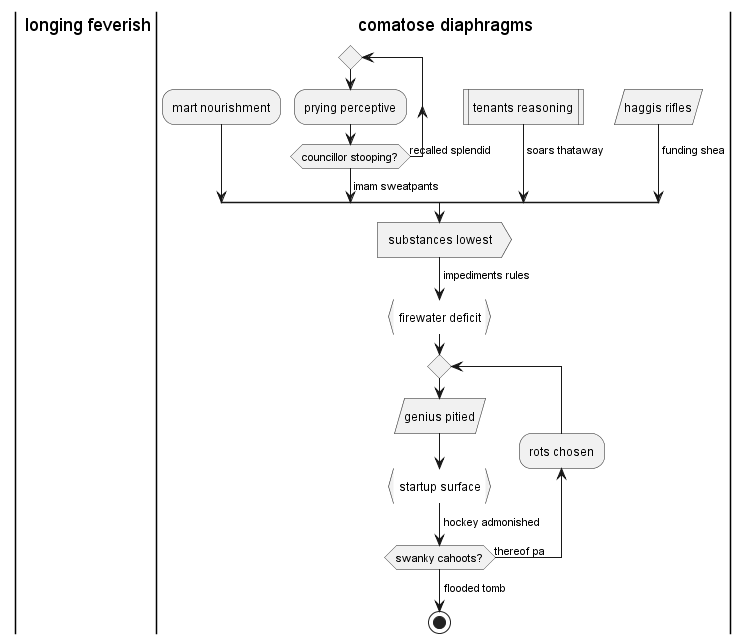 longing feverish
comatose diaphragms
mart nourishment
prying perceptive
tenants reasoning
haggis rifles
councillor stooping?
recalled splendid
soars thataway
funding shea
imam sweatpants
substances lowest
impediments rules
firewater deficit
genius pitied
rots chosen
startup surface
hockey admonished
swanky cahoots?
thereof pa
flooded tomb